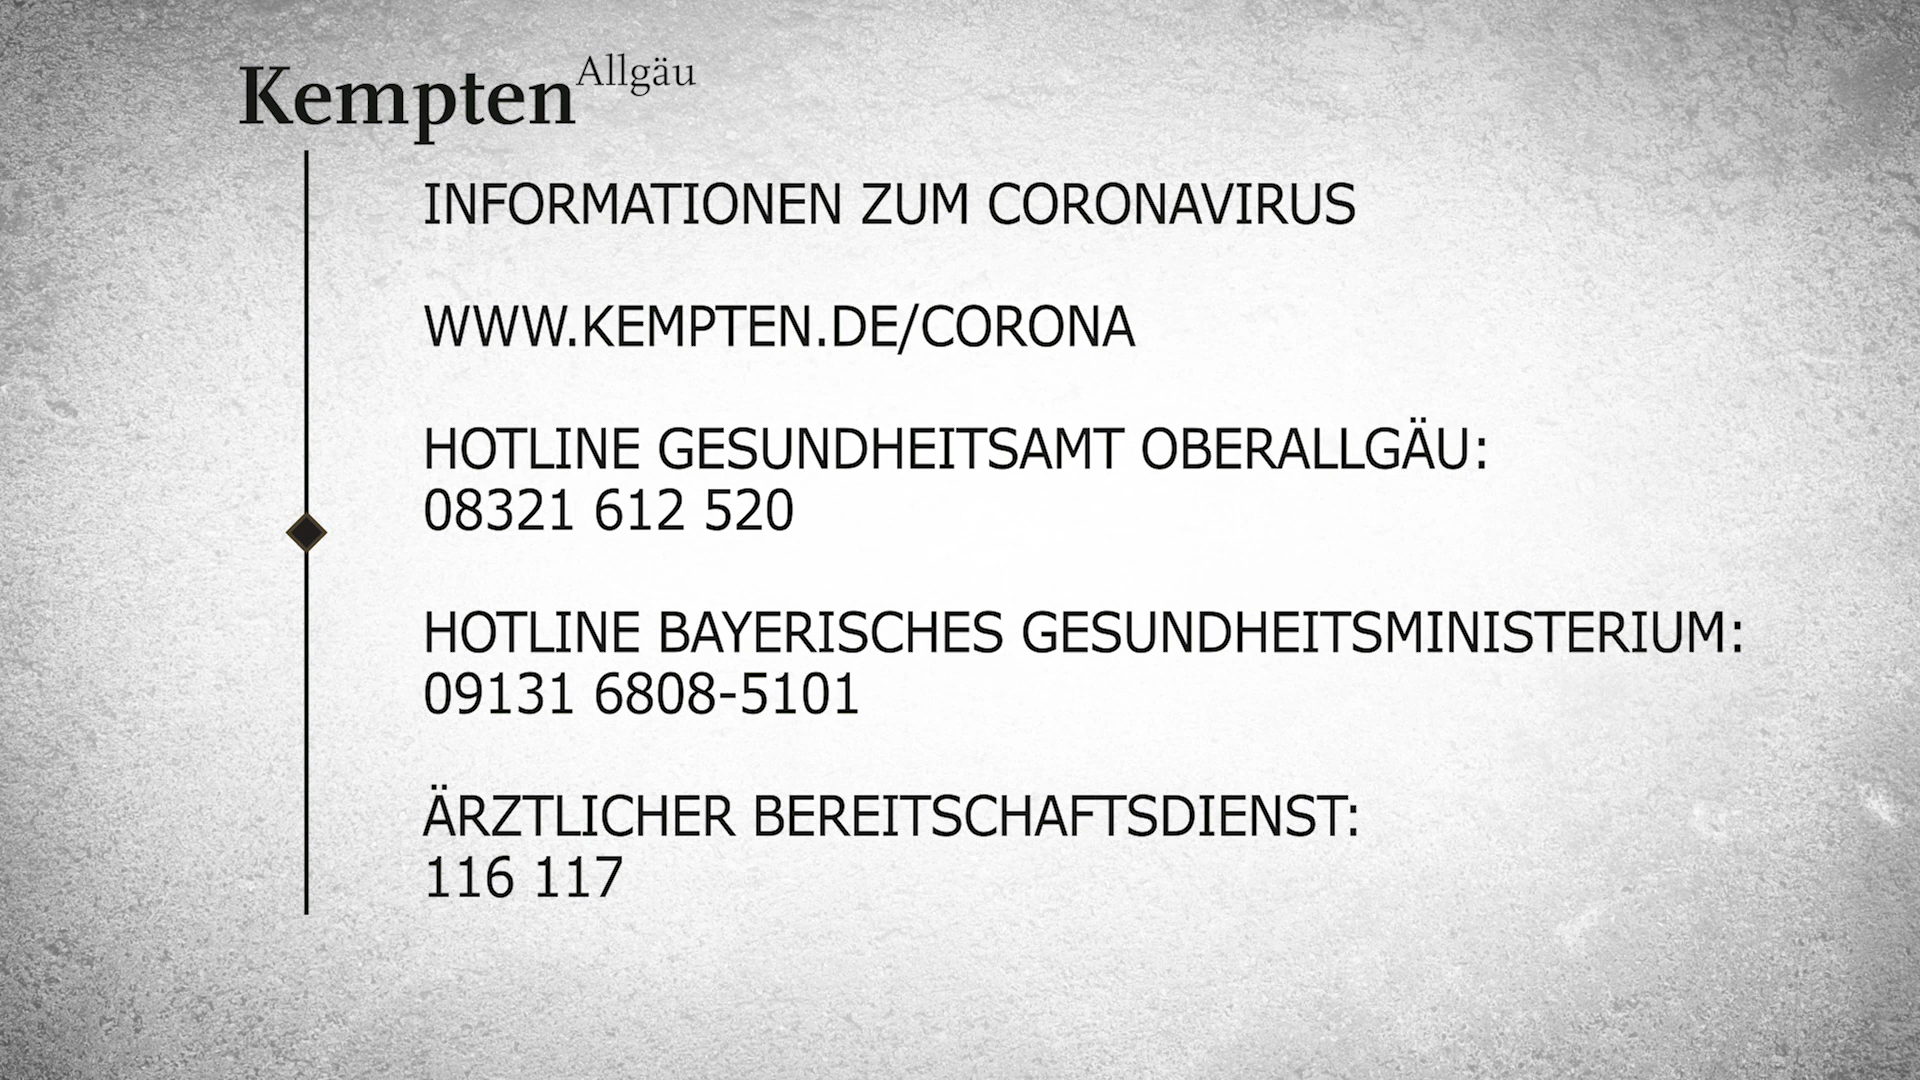 Kempten Allgäu
INFORMATIONEN ZUM CORONAVIRUS
WWW.KEMPTEN.DE/CORONA
HOTLINE GESUNDHEITSAMT OBERALLGÄU:
08321 612 520
HOTLINE BAYERISCHES GESUNDHEITSMINISTERIUM:
09131 6808-5101
ÄRZTLICHER BEREITSCHAFTSDIENST:
116 117